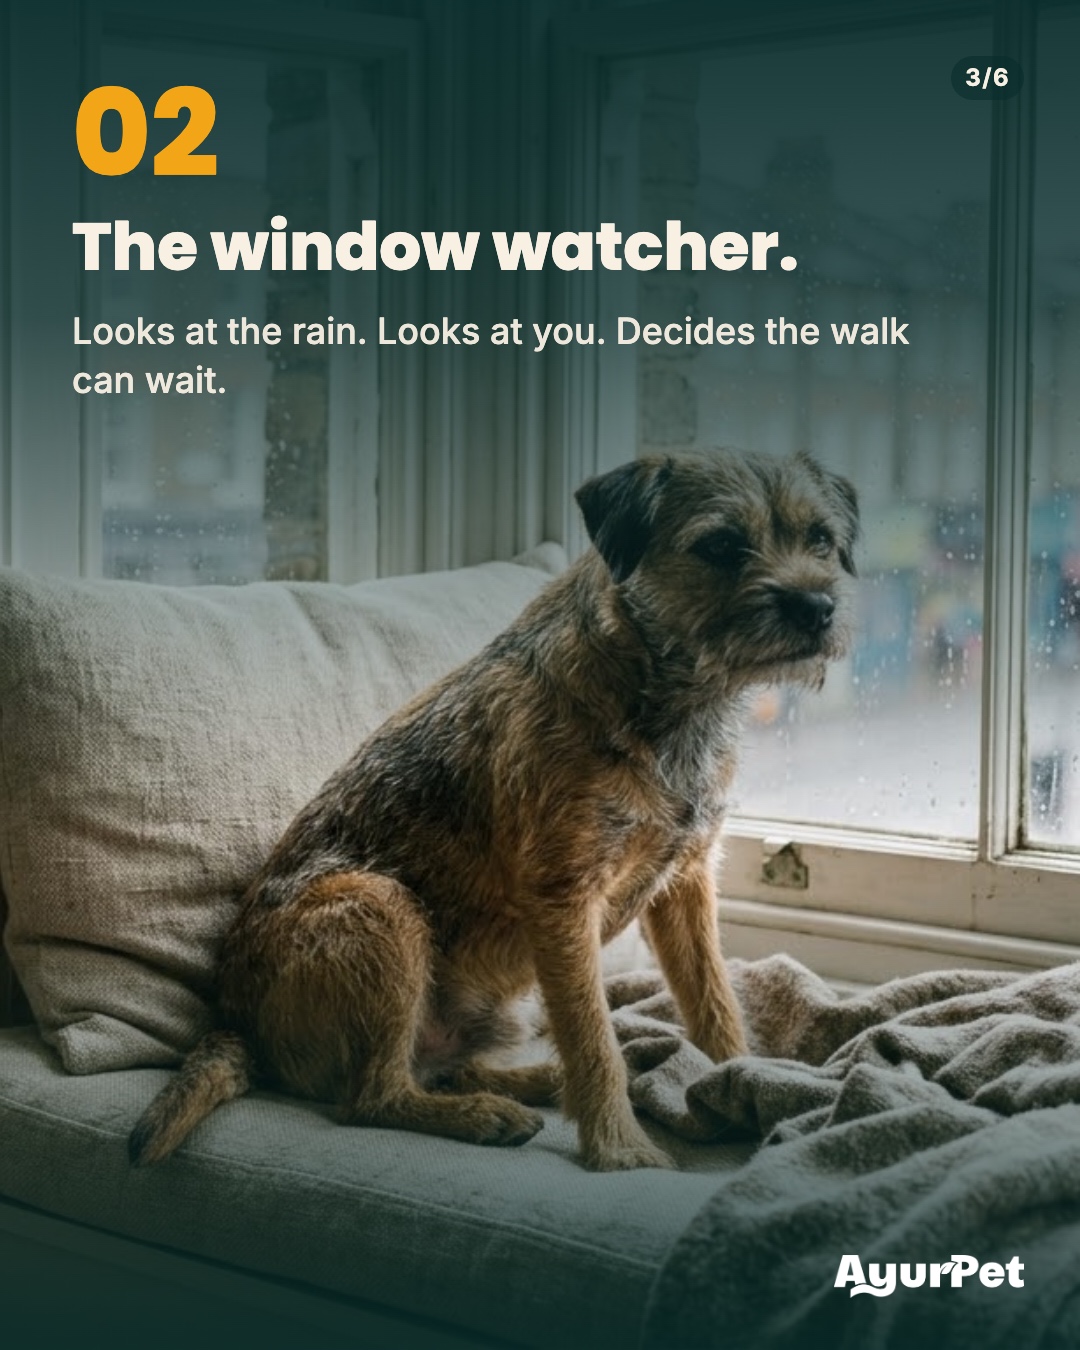 3/6
02
The window watcher.
Looks at the rain. Looks at you. Decides the walk
can wait.
AyurPet